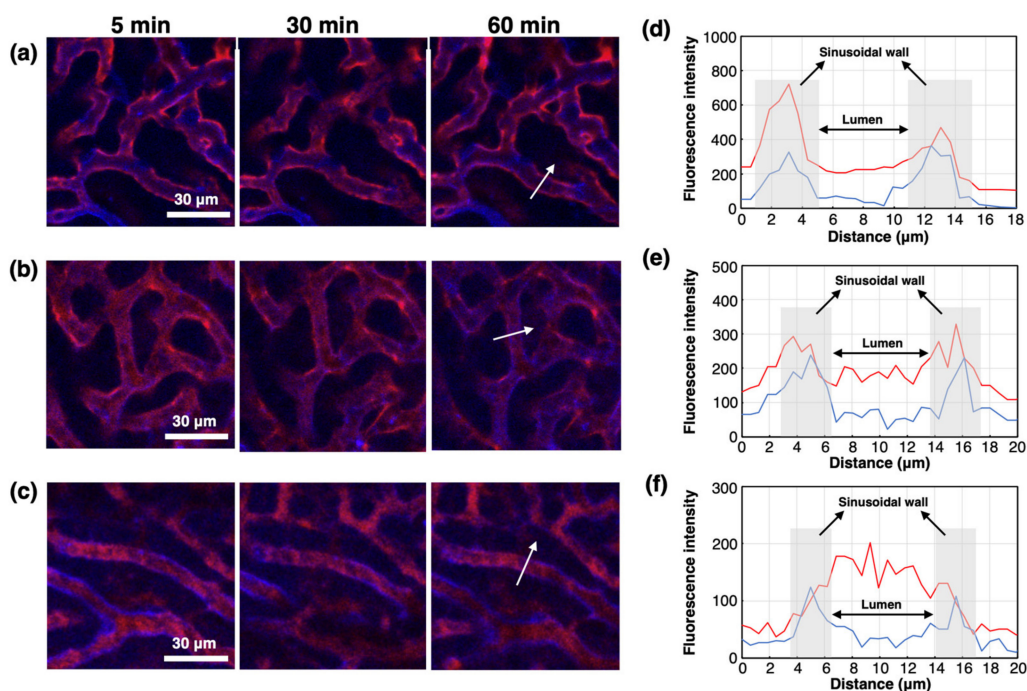 5 min 30 min 60 min
(a)
30 µm
(b)
30 µm
(c)
30 µm
(d)
1000
800
600
400
200
0
Fluorescence intensity
Sinusoidal wall
Lumen
0 2 4 6 8 10 12 14 16 18
Distance (µm)
(e)
500
400
300
200
100
0
Fluorescence intensity
Sinusoidal wall
Lumen
0 2 4 6 8 10 12 14 16 18 20
Distance (µm)
(f)
300
200
100
0
Fluorescence intensity
Sinusoidal wall
Lumen
0 2 4 6 8 10 12 14 16 18 20
Distance (µm)